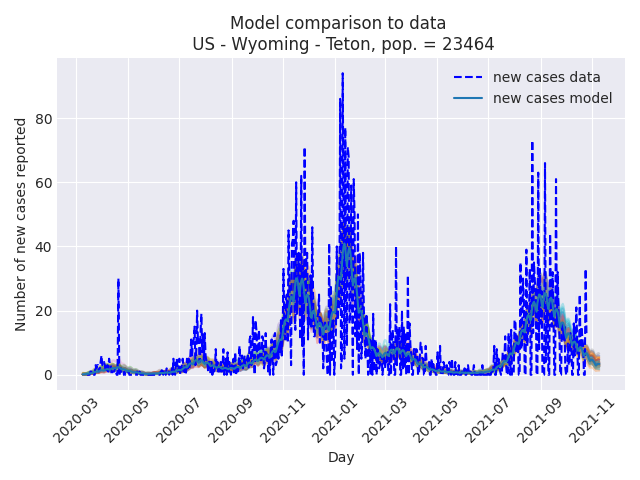 Model comparison to data
US - Wyoming - Teton, pop. = 23464
new cases data
new cases model
Number of new cases reported
80
60
40
20
0
2020-03
2020-05
2020-07
2020-09
2020-11
2021-01
2021-03
2021-05
2021-07
2021-09
2021-11
Day